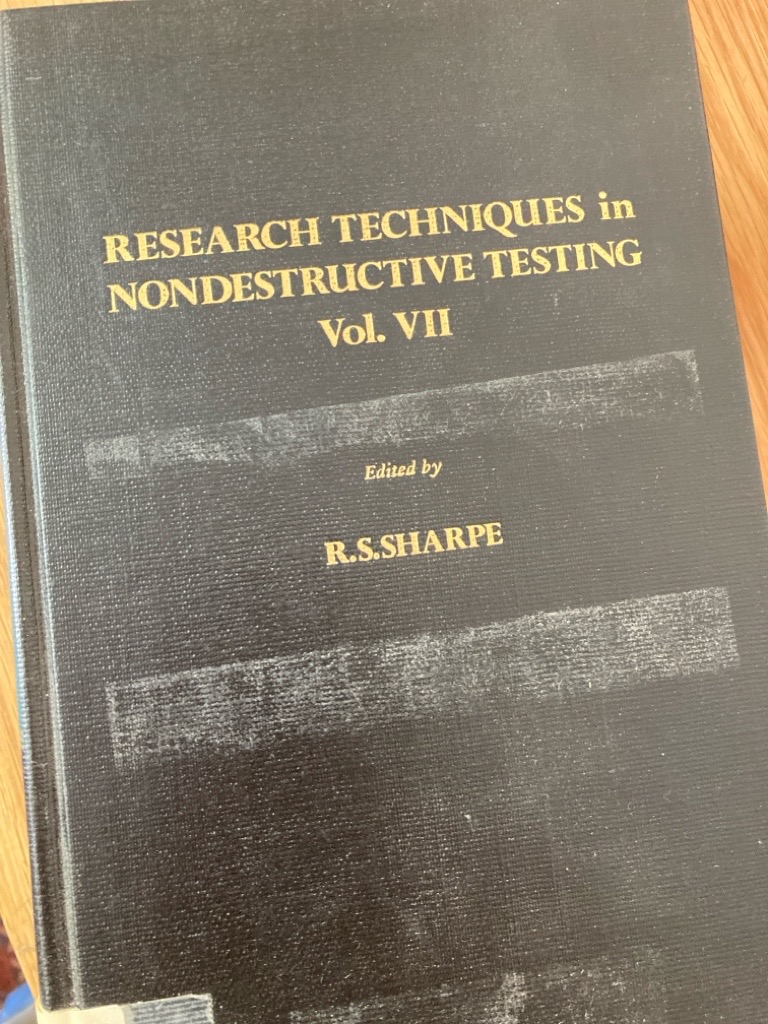 RESEARCH TECHNIQUES in
NONDESTRUCTIVE TESTING
Vol. VII
Edited by
R.S.SHARPE